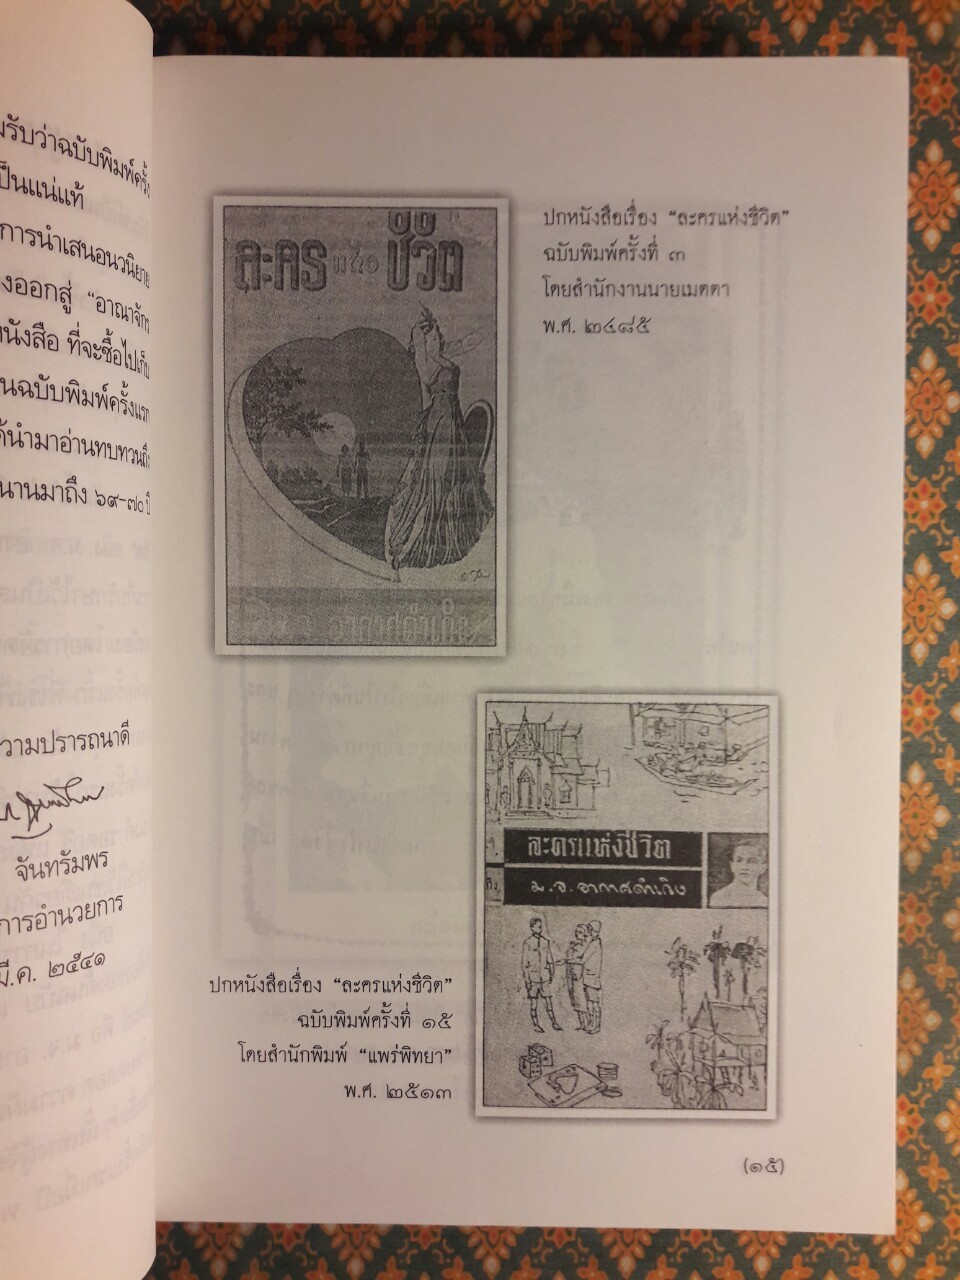 มรับว่าฉบับพิมพ์ครั้ง
ป็นแน่แท้
การนำเสนอนวนิยาย
งออกสู่ “อาณาจักร
หนังสือ ที่จะซื้อไปเก็บ
นฉบับพิมพ์ครั้งแรก
ด้นำมาอ่านทบทวนถึง
นานมาถึง ๖๙-๗๐ ปี
วามปรารถนาดี
จันทรัมพร
การอำนวยการ
มี.ค. ๒๕๔๑
ละครแห่งชีวิต
ปกหนังสือเรื่อง “ละครแห่งชีวิต”
ฉบับพิมพ์ครั้งที่ ๓
โดยสำนักงานนายเมตตา
พ.ศ. ๒๔๘๕
ละครแห่งชีวิต
ม.จ.อากาศดำเกิง
ปกหนังสือเรื่อง “ละครแห่งชีวิต”
ฉบับพิมพ์ครั้งที่ ๑๕
โดยสำนักพิมพ์ “แพร่พิทยา”
พ.ศ. ๒๕๑๓
(๑๕)